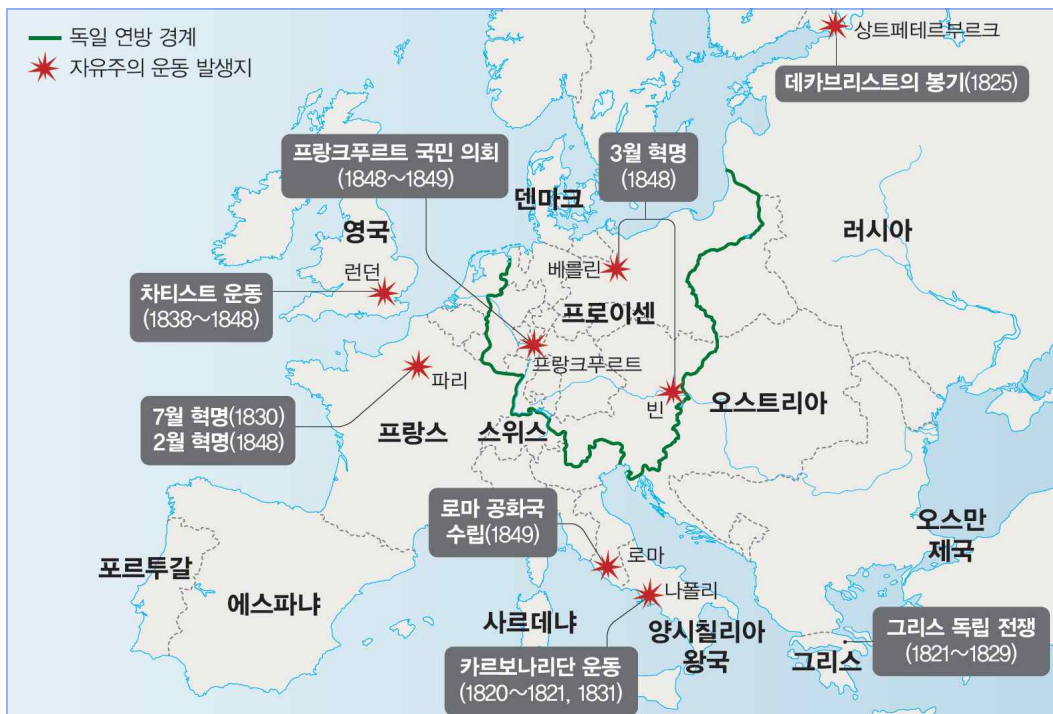 독일 연방 경계
자유주의 운동 발생지
상트페테르부르크
데카브리스트의 봉기(1825)
프랑크푸르트 국민 의회
(1848~1849)
3월 혁명
(1848)
덴마크
영국
러시아
런던
베를린
차티스트 운동
(1838~1848)
프로이센
프랑크푸르트
파리
빈
오스트리아
7월 혁명(1830)
2월 혁명(1848)
프랑스
스위스
로마 공화국
수립(1849)
오스만
제국
로마
포르투갈
나폴리
에스파냐
사르데냐
양시칠리아
왕국
그리스 독립 전쟁
(1821~1829)
그리스
카르보나리단 운동
(1820~1821, 1831)